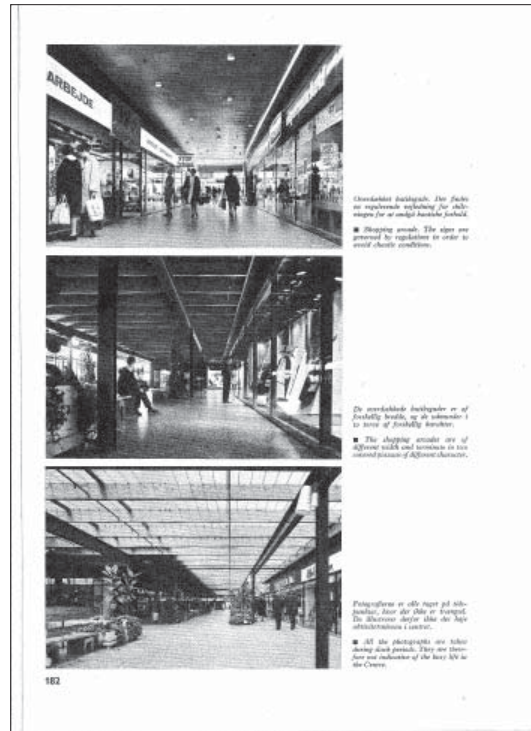 ARBEJDE
Overdækket butiksgade. Der findes
en regulerende vejledning for skilt-
ningen for at undgå kaotiske forhold.
■ Shopping arcade. The signs are
governed by regulations in order to
avoid chaotic conditions.
De overdækkede butiksgader er af
forskellig bredde, og de udmunder i
to torve af forskellig karakter.
■ The shopping arcades are of
different width and terminate in two
covered piazzas of different character.
Fotografierne er alle taget på tids-
punkter, hvor der ikke er trængsel.
De illustrerer derfor ikke det høje
aktivitetsniveau i centret.
■ All the photographs are taken
during slack periods. They are there-
fore not indicative of the busy life in
the Centre.
182